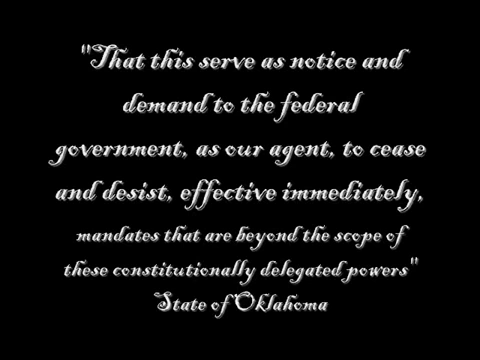 "That this serve as notice and
demand to the federal
government, as our agent, to cease
and desist, effective immediately,
mandates that are beyond the scope of
these constitutionally delegated powers"
State of Oklahoma